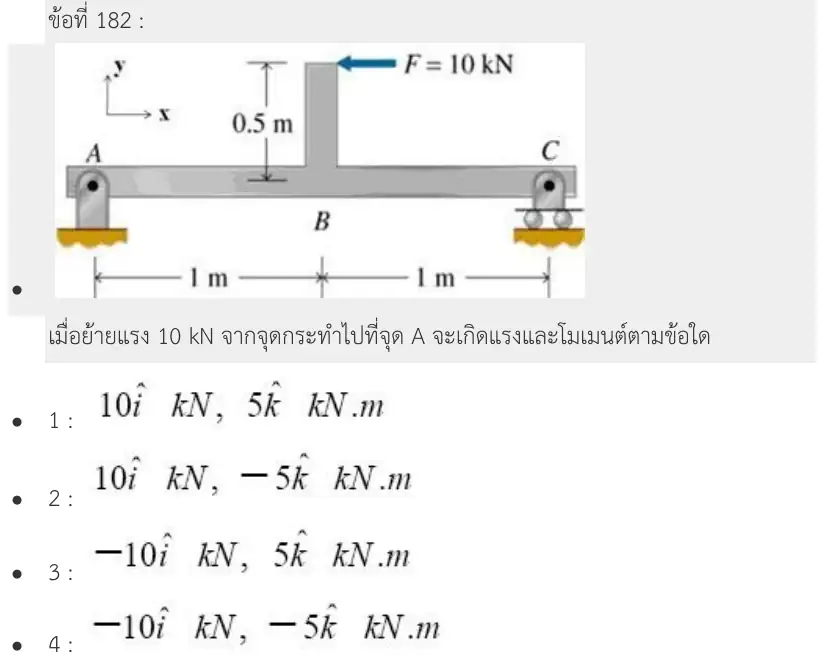 ข้อที่ 182 :
y
x
F = 10 kN
0.5 m
A
C
B
1 m
1 m
เมื่อย้ายแรง 10 kN จากจุดกระทำไปที่จุด A จะเกิดแรงและโมเมนต์ตามข้อใด
1 : 10î kN, 5k̂ kN.m
2 : 10î kN, −5k̂ kN.m
3 : −10î kN, 5k̂ kN.m
4 : −10î kN, −5k̂ kN.m